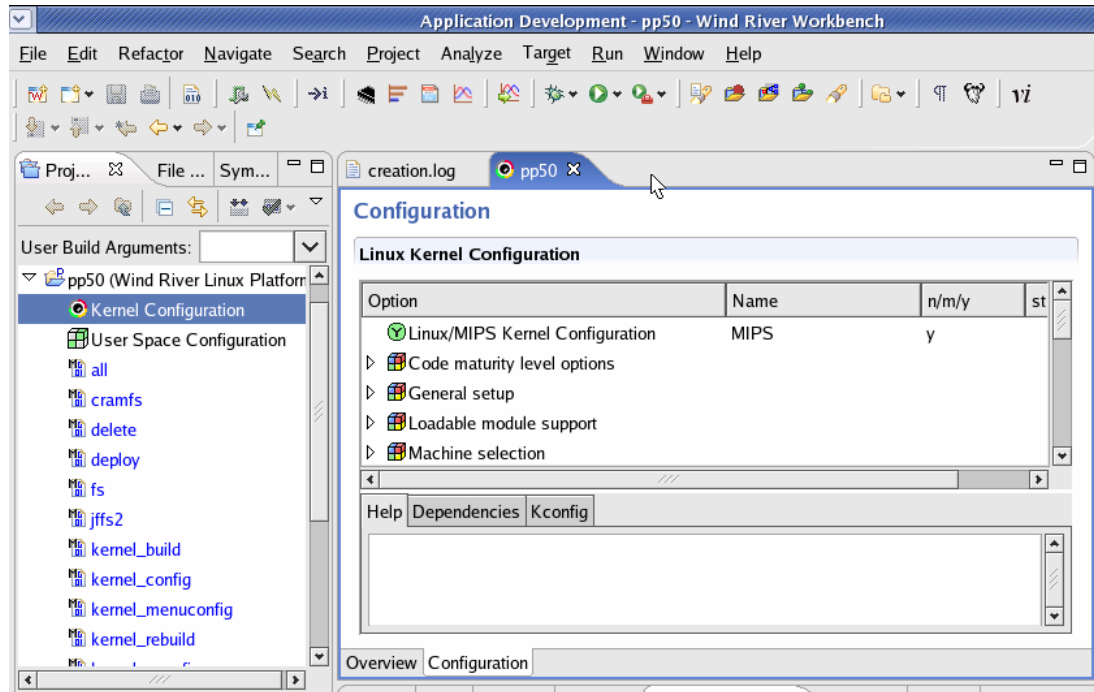 Application Development - pp50 - Wind River Workbench
File Edit Refactor Navigate Search Project Analyze Target Run Window Help
vi
Proj... File ... Sym...
User Build Arguments:
pp50 (Wind River Linux Platform
Kernel Configuration
User Space Configuration
all
cramfs
delete
deploy
fs
jffs2
kernel_build
kernel_config
kernel_menuconfig
kernel_rebuild
creation.log pp50
Configuration
Linux Kernel Configuration
Option Name n/m/y st
Linux/MIPS Kernel Configuration MIPS y
Code maturity level options
General setup
Loadable module support
Machine selection
Help Dependencies Kconfig
Overview Configuration